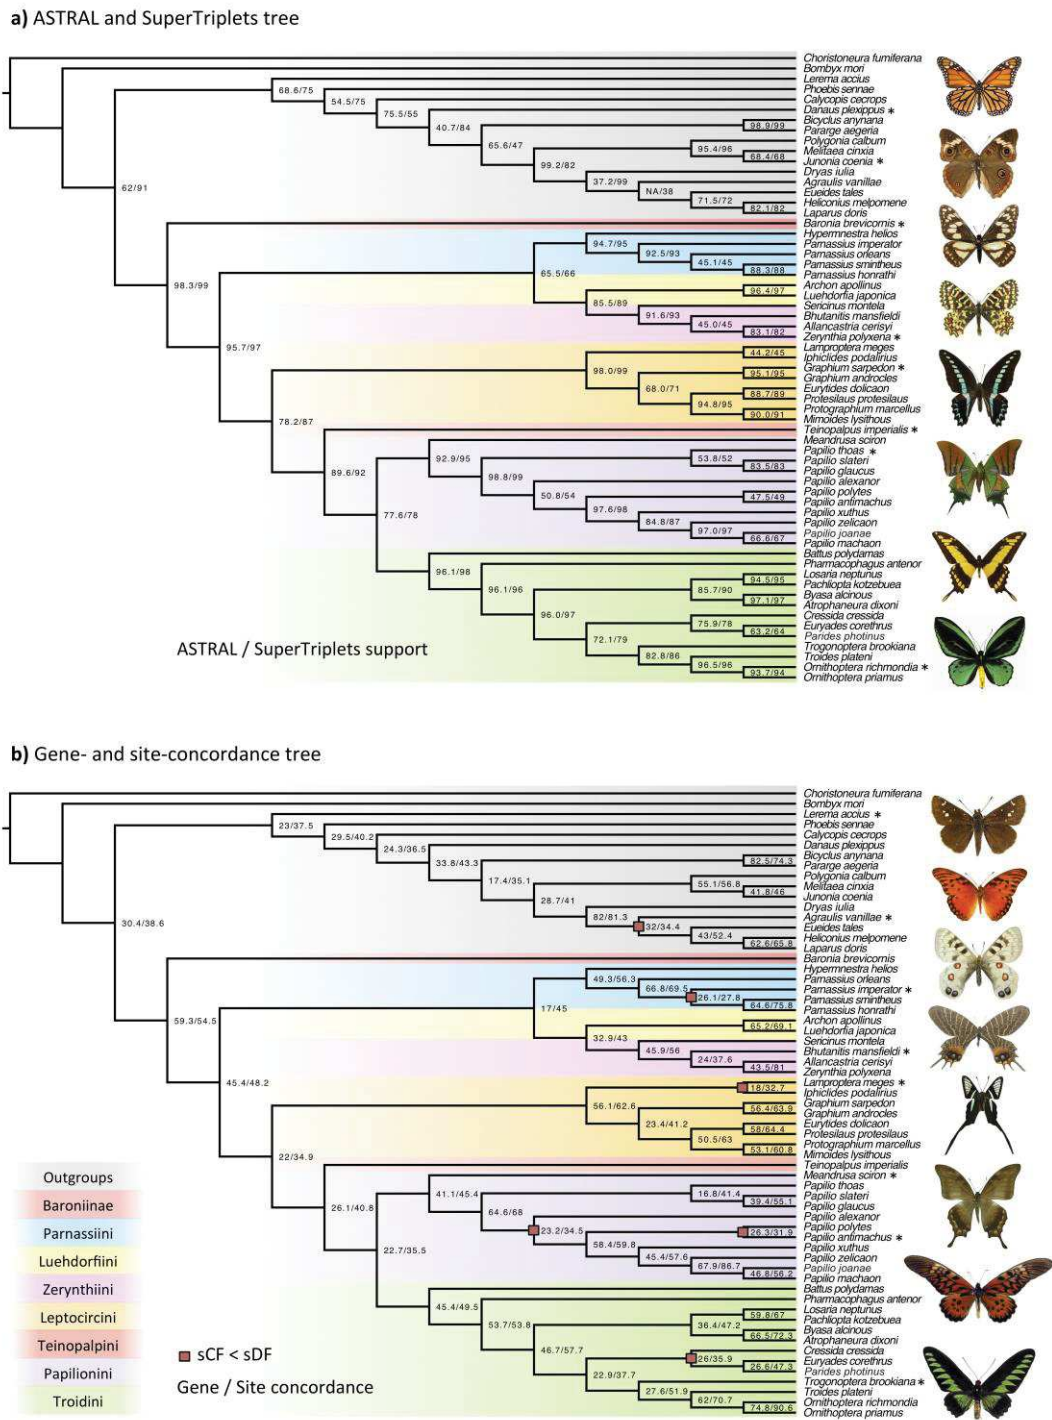 a) ASTRAL and SuperTriplets tree
Choristoneura fumiferana
Bombyx mori
Lerema accius
68.6/75
Phoebis sennae
54.5/75
Calycopis cecrops
75.5/55
Danaus plexippus *
40.7/84
Bicyclus anynana
98.9/99
Pararge aegeria
65.6/47
Polygonia calbum
95.4/96
Melitaea cinxia
68.4/68
Junonia coenia *
99.2/82
Dryas iulia
37.2/99
Agraulis vanillae
NA/38
Eueides tales
71.5/72
Heliconius melpomene
82.1/82
Laparus doris
62/91
Baronia brevicornis *
Hypermnestra helios
94.7/95
Parnassius imperator
92.5/93
Parnassius orleans
45.1/45
Parnassius smintheus
88.3/88
Parnassius honrathi
65.5/66
98.3/99
Archon apollinus
96.4/97
Luehdorfia japonica
85.5/89
Sericinus montela
91.6/93
Bhutanitis mansfieldi
45.0/45
Allancastria cerisyi
83.1/82
Zerynthia polyxena *
95.7/97
Lamproptera meges
44.2/45
Iphiclides podalirius
98.0/99
Graphium sarpedon *
95.1/95
Graphium androcles
68.0/71
Eurytides dolicaon
88.7/89
Protesilaus protesilaus
94.8/95
Protographium marcellus
90.0/91
Mimoides lysithous
78.2/87
Teinopalpus imperialis *
Meandrusa sciron
92.9/95
Papilio thoas *
53.8/52
Papilio slateri
83.5/83
Papilio glaucus
89.6/92
98.8/99
Papilio alexanor
50.8/54
Papilio polytes
47.5/49
Papilio antimachus
97.6/98
Papilio xuthus
84.8/87
Papilio zelicaon
97.0/97
Papilio joanae
66.6/67
Papilio machaon
77.6/78
Battus polydamas
96.1/98
Pharmacophagus antenor
96.1/96
Losaria neptunus
94.5/95
Pachliopta kotzebuea
85.7/90
Byasa alcinous
97.1/97
Atrophaneura dixoni
96.0/97
Cressida cressida
75.9/78
Euryades corethrus
63.2/64
Parides photinus
72.1/79
Trogonoptera brookiana
82.8/86
Troides plateni
96.5/96
Ornithoptera richmondia *
93.7/94
Ornithoptera priamus
ASTRAL / SuperTriplets support
b) Gene- and site-concordance tree
Choristoneura fumiferana
Bombyx mori
Lerema accius *
23/37.5
Phoebis sennae
29.5/40.2
Calycopis cecrops
24.3/36.5
Danaus plexippus
33.8/43.3
Bicyclus anynana
82.5/74.3
Pararge aegeria
17.4/35.1
Polygonia calbum
55.1/56.8
Melitaea cinxia
41.8/46
Junonia coenia
28.7/41
Dryas iulia
82/81.3
Agraulis vanillae *
32/34.4
Eueides tales
43/52.4
Heliconius melpomene
62.6/65.8
Laparus doris
30.4/38.6
Baronia brevicornis
Hypermnestra helios
49.3/56.3
Parnassius orleans
66.8/69.5
Parnassius imperator *
26.1/27.8
Parnassius smintheus
64.6/75.8
Parnassius honrathi
17/45
59.3/54.5
Archon apollinus
65.2/69.1
Luehdorfia japonica
32.9/43
Sericinus montela
45.9/56
Bhutanitis mansfieldi *
24/37.6
Allancastria cerisyi
43.5/81
Zerynthia polyxena
45.4/48.2
Lamproptera meges *
18/32.7
Iphiclides podalirius
56.1/62.6
Graphium sarpedon
56.4/63.9
Graphium androcles
23.4/41.2
Eurytides dolicaon
58/64.4
Protesilaus protesilaus
50.5/63
Protographium marcellus
53.1/60.8
Mimoides lysithous
22/34.9
Teinopalpus imperialis
Meandrusa sciron *
41.1/45.4
Papilio thoas
16.8/41.4
Papilio slateri
39.4/55.1
Papilio glaucus
26.1/40.8
64.6/68
Papilio alexanor
23.2/34.5
Papilio polytes
26.3/31.9
Papilio antimachus *
58.4/59.8
Papilio xuthus
45.4/57.6
Papilio zelicaon
67.9/86.7
Papilio joanae
46.8/56.2
Papilio machaon
22.7/35.5
Battus polydamas
45.4/49.5
Pharmacophagus antenor
53.7/53.8
Losaria neptunus
59.8/67
Pachliopta kotzebuea
36.4/47.2
Byasa alcinous
66.5/72.3
Atrophaneura dixoni
46.7/57.7
Cressida cressida
26/35.9
Euryades corethrus
26.6/47.3
Parides photinus
22.9/37.7
Trogonoptera brookiana *
27.6/51.9
Troides plateni
62/70.7
Ornithoptera richmondia
74.8/90.6
Ornithoptera priamus
Outgroups
Baroniinae
Parnassiini
Luehdorfiini
Zerynthiini
Leptocircini
Teinopalpini
Papilionini
Troidini
sCF < sDF
Gene / Site concordance